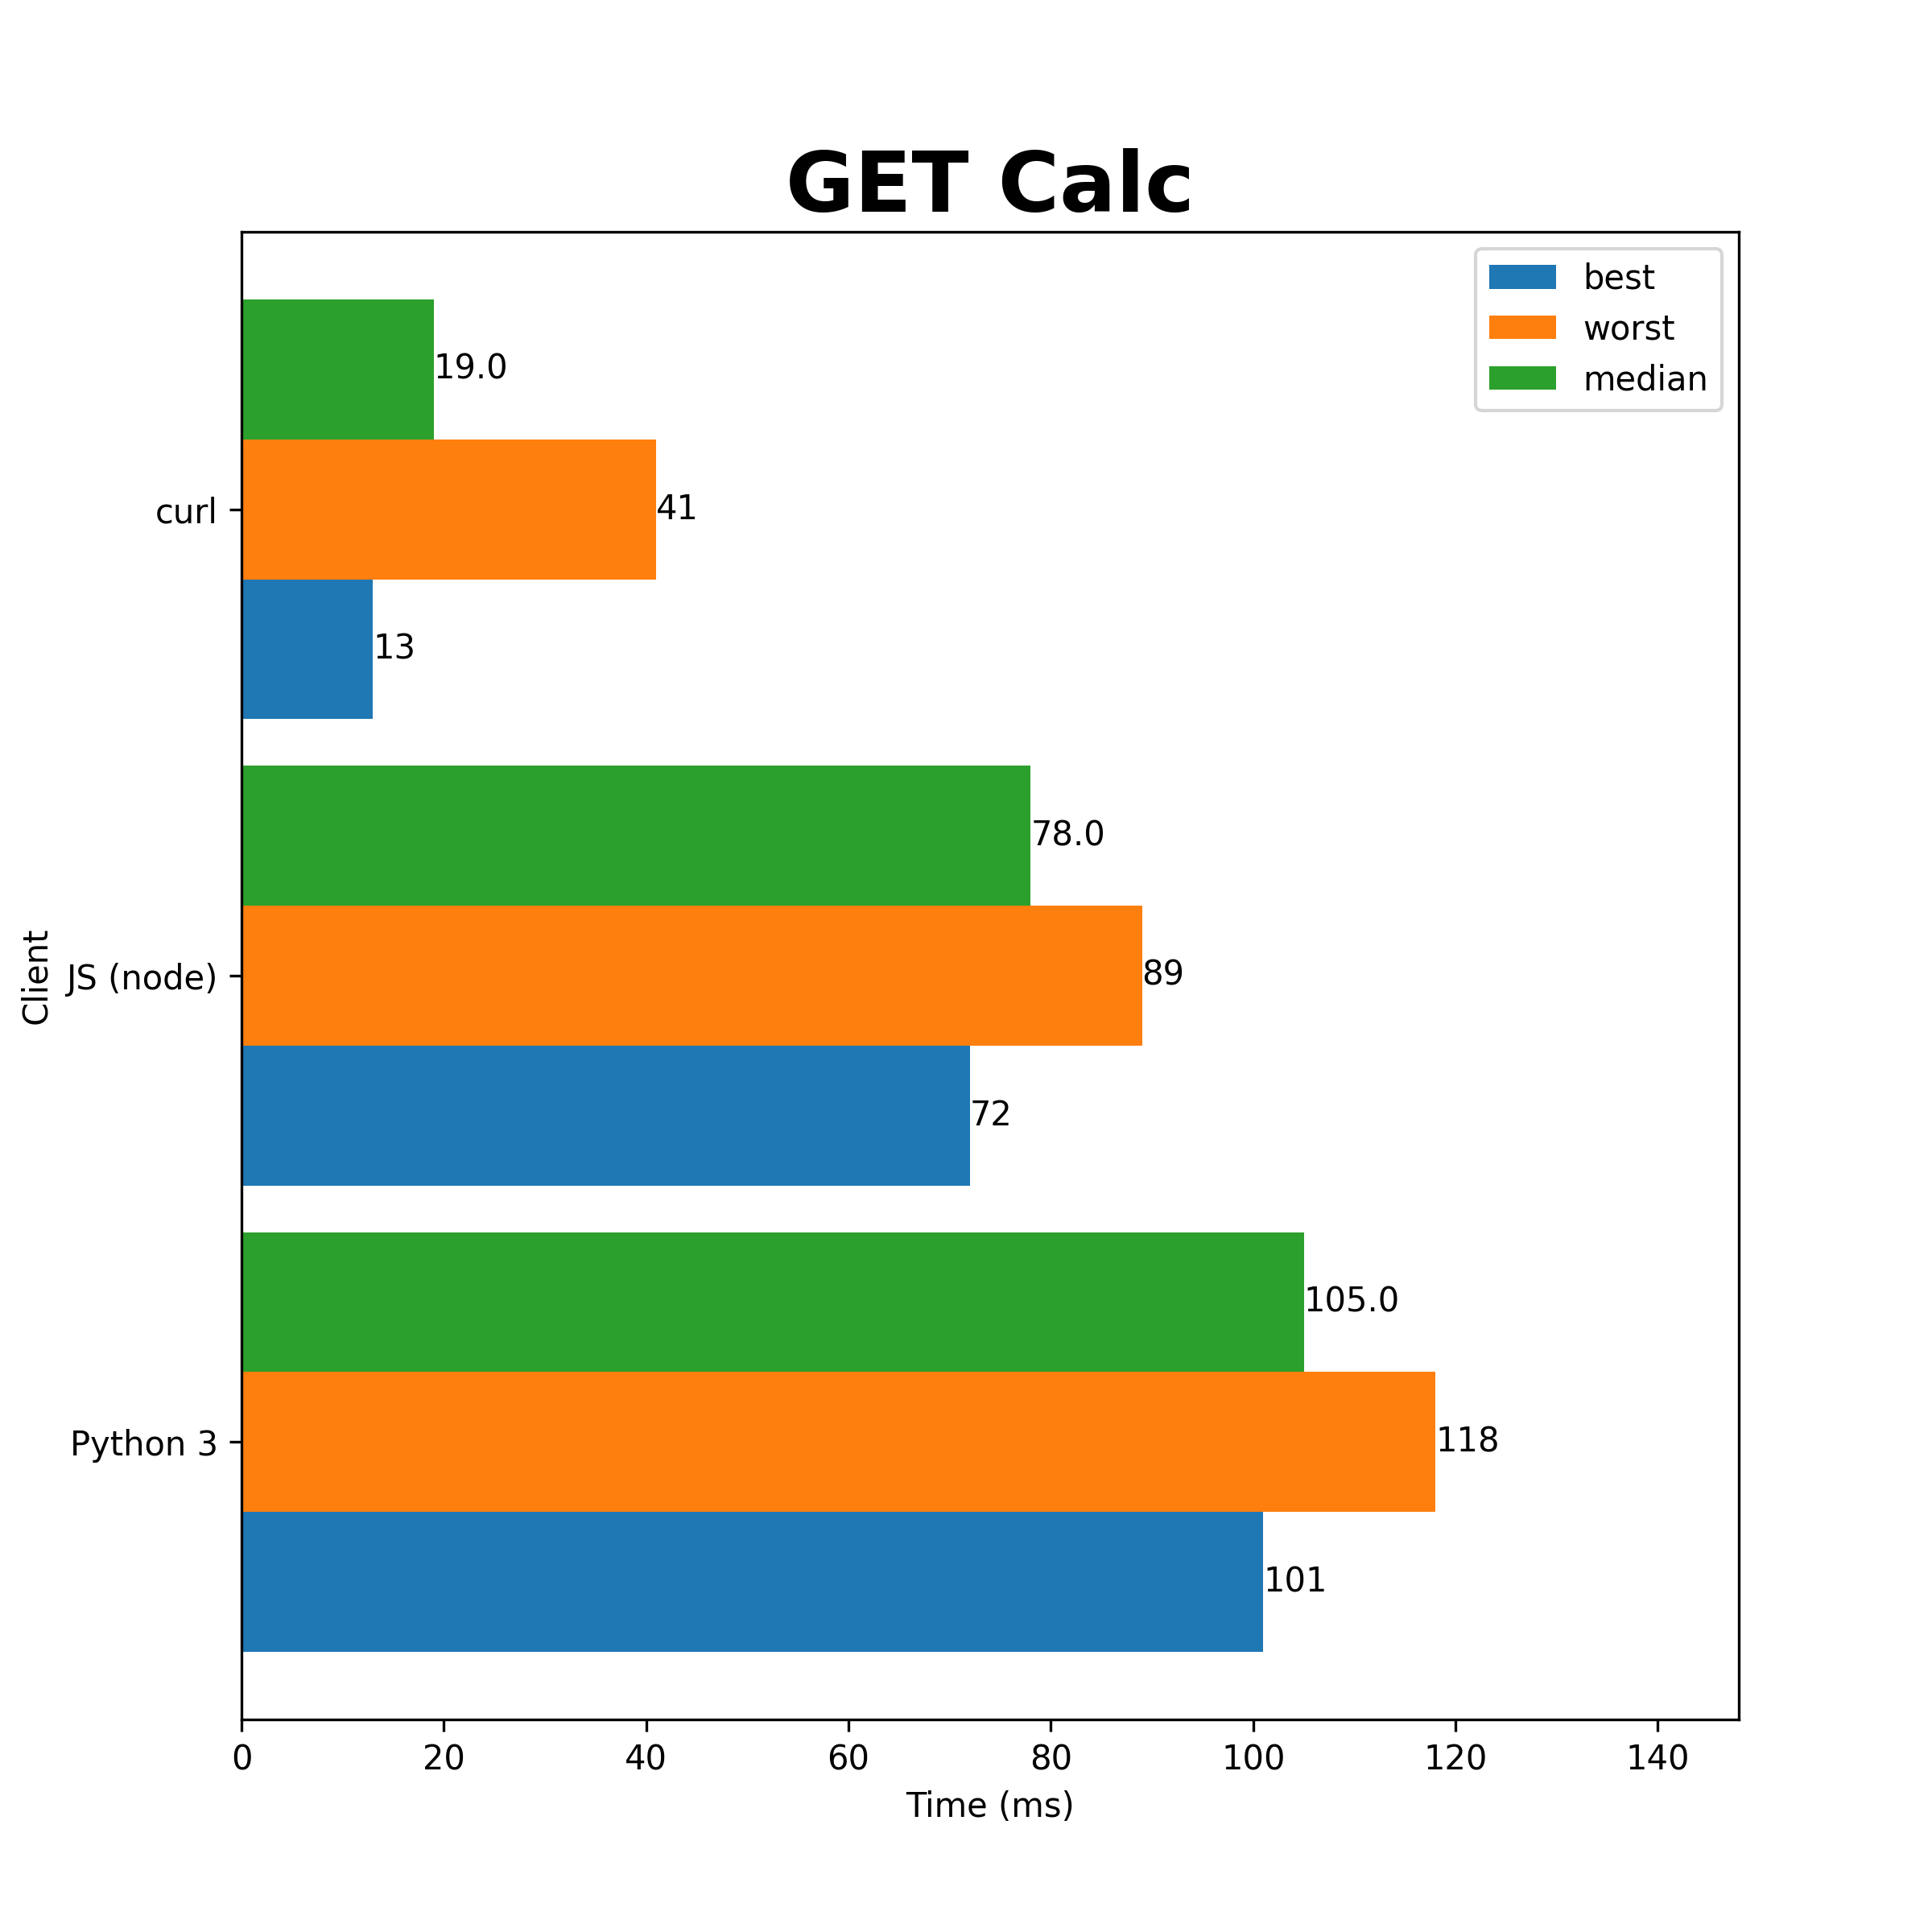 GET Calc
best
worst
median
19.0
curl
41
13
78.0
JS (node)
89
72
Client
105.0
Python 3
118
101
0 20 40 60 80 100 120 140
Time (ms)